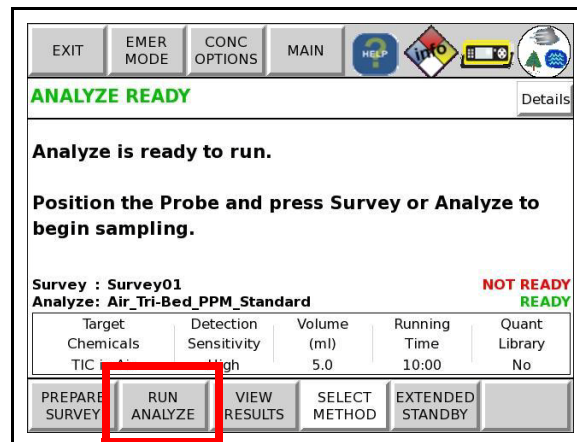 EXIT
EMER
MODE
CONC
OPTIONS
MAIN
HELP
info
ANALYZE READY
Details
Analyze is ready to run.
Position the Probe and press Survey or Analyze to
begin sampling.
Survey : Survey01 NOT READY
Analyze: Air_Tri-Bed_PPM_Standard READY
Target Detection Volume Running Quant
Chemicals Sensitivity (ml) Time Library
TIC High 5.0 10:00 No
PREPARE RUN VIEW SELECT EXTENDED
SURVEY ANALYZE RESULTS METHOD STANDBY